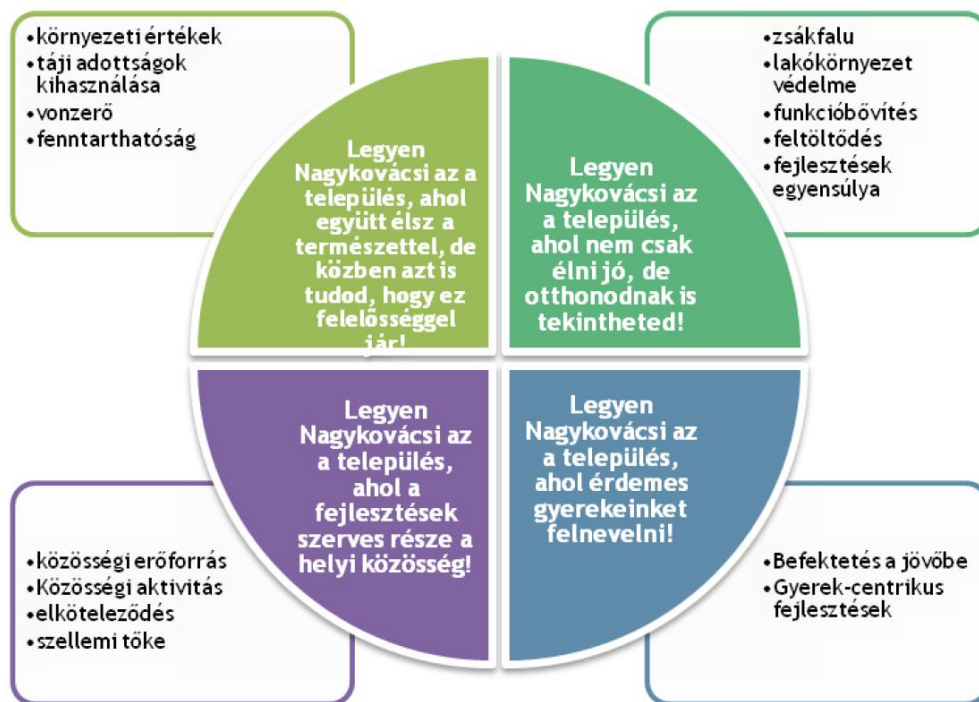 •környezeti értékek
•táji adottságok
kihasználása
•vonzerő
•fenntarthatóság
•zsákfalu
•lakókörnyezet
védelme
•funkcióbővítés
•feltöltődés
•fejlesztések
egyensúlya
Legyen
Nagykovácsi az a
település, ahol
együtt élsz a
természettel, de
közben azt is
tudod, hogy ez
felelősséggel
jár!
Legyen
Nagykovácsi az
a település,
ahol nem csak
élni jó, de
otthonodnak is
tekintheted!
Legyen
Nagykovácsi az
a település,
ahol a
fejlesztések
szerves része a
helyi közösség!
Legyen
Nagykovácsi az
a település,
ahol érdemes
gyerekeinket
felnevelni!
•közösségi erőforrás
•Közösségi aktivitás
•elköteleződés
•szellemi tőke
•Befektetés a jövőbe
•Gyerek-centrikus
fejlesztések